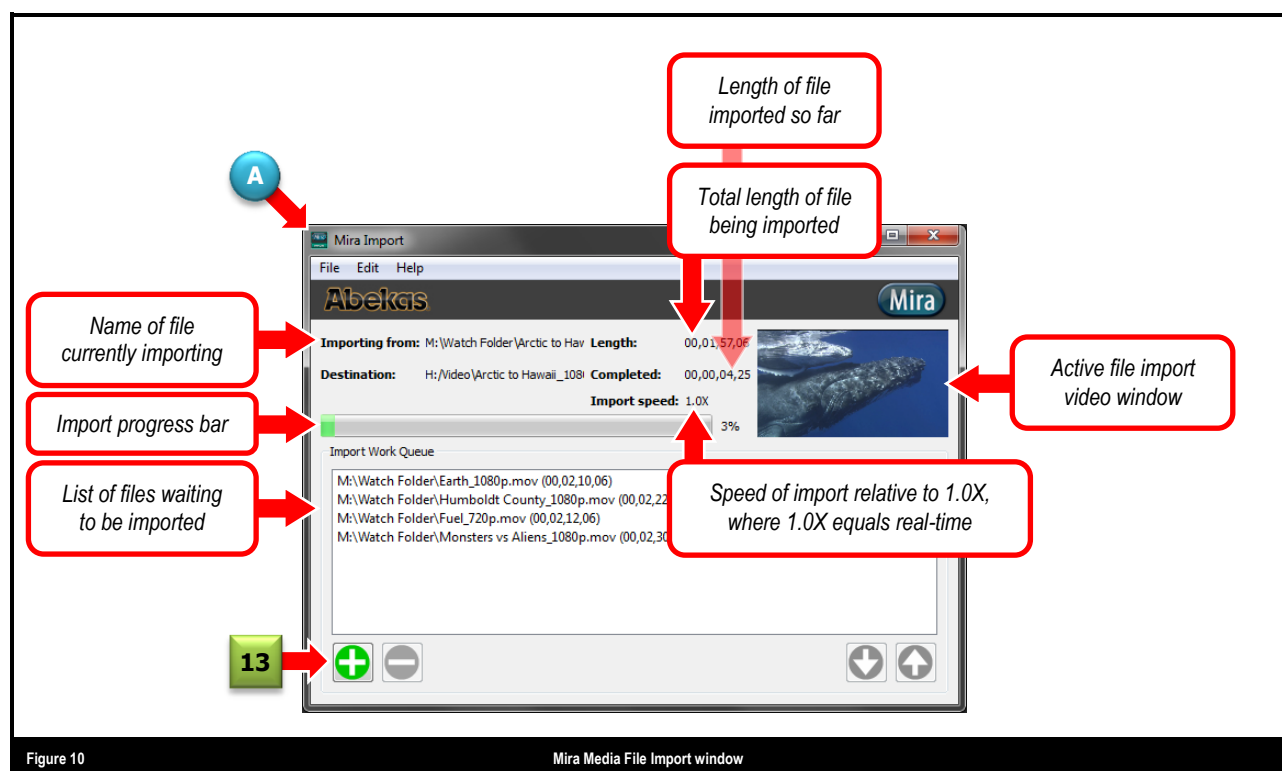 Length of file
imported so far
A
Total length of file
being imported
Mira Import
File Edit Help
Abekas
Mira
Name of file
currently importing
Importing from: M:\Watch Folder\Arctic to Hav Length: 00,01,57,06
Destination: H:/Video\Arctic to Hawaii_108 Completed: 00,00,04,25
Import speed: 1.0X
Active file import
video window
Import progress bar
3%
Import Work Queue
List of files waiting
to be imported
M:\Watch Folder\Earth_1080p.mov (00,02,10,06)
M:\Watch Folder\Humboldt County_1080p.mov (00,02,22
M:\Watch Folder\Fuel_720p.mov (00,02,12,06)
M:\Watch Folder\Monsters vs Aliens_1080p.mov (00,02,30
Speed of import relative to 1.0X,
where 1.0X equals real-time
13
Figure 10 Mira Media File Import window